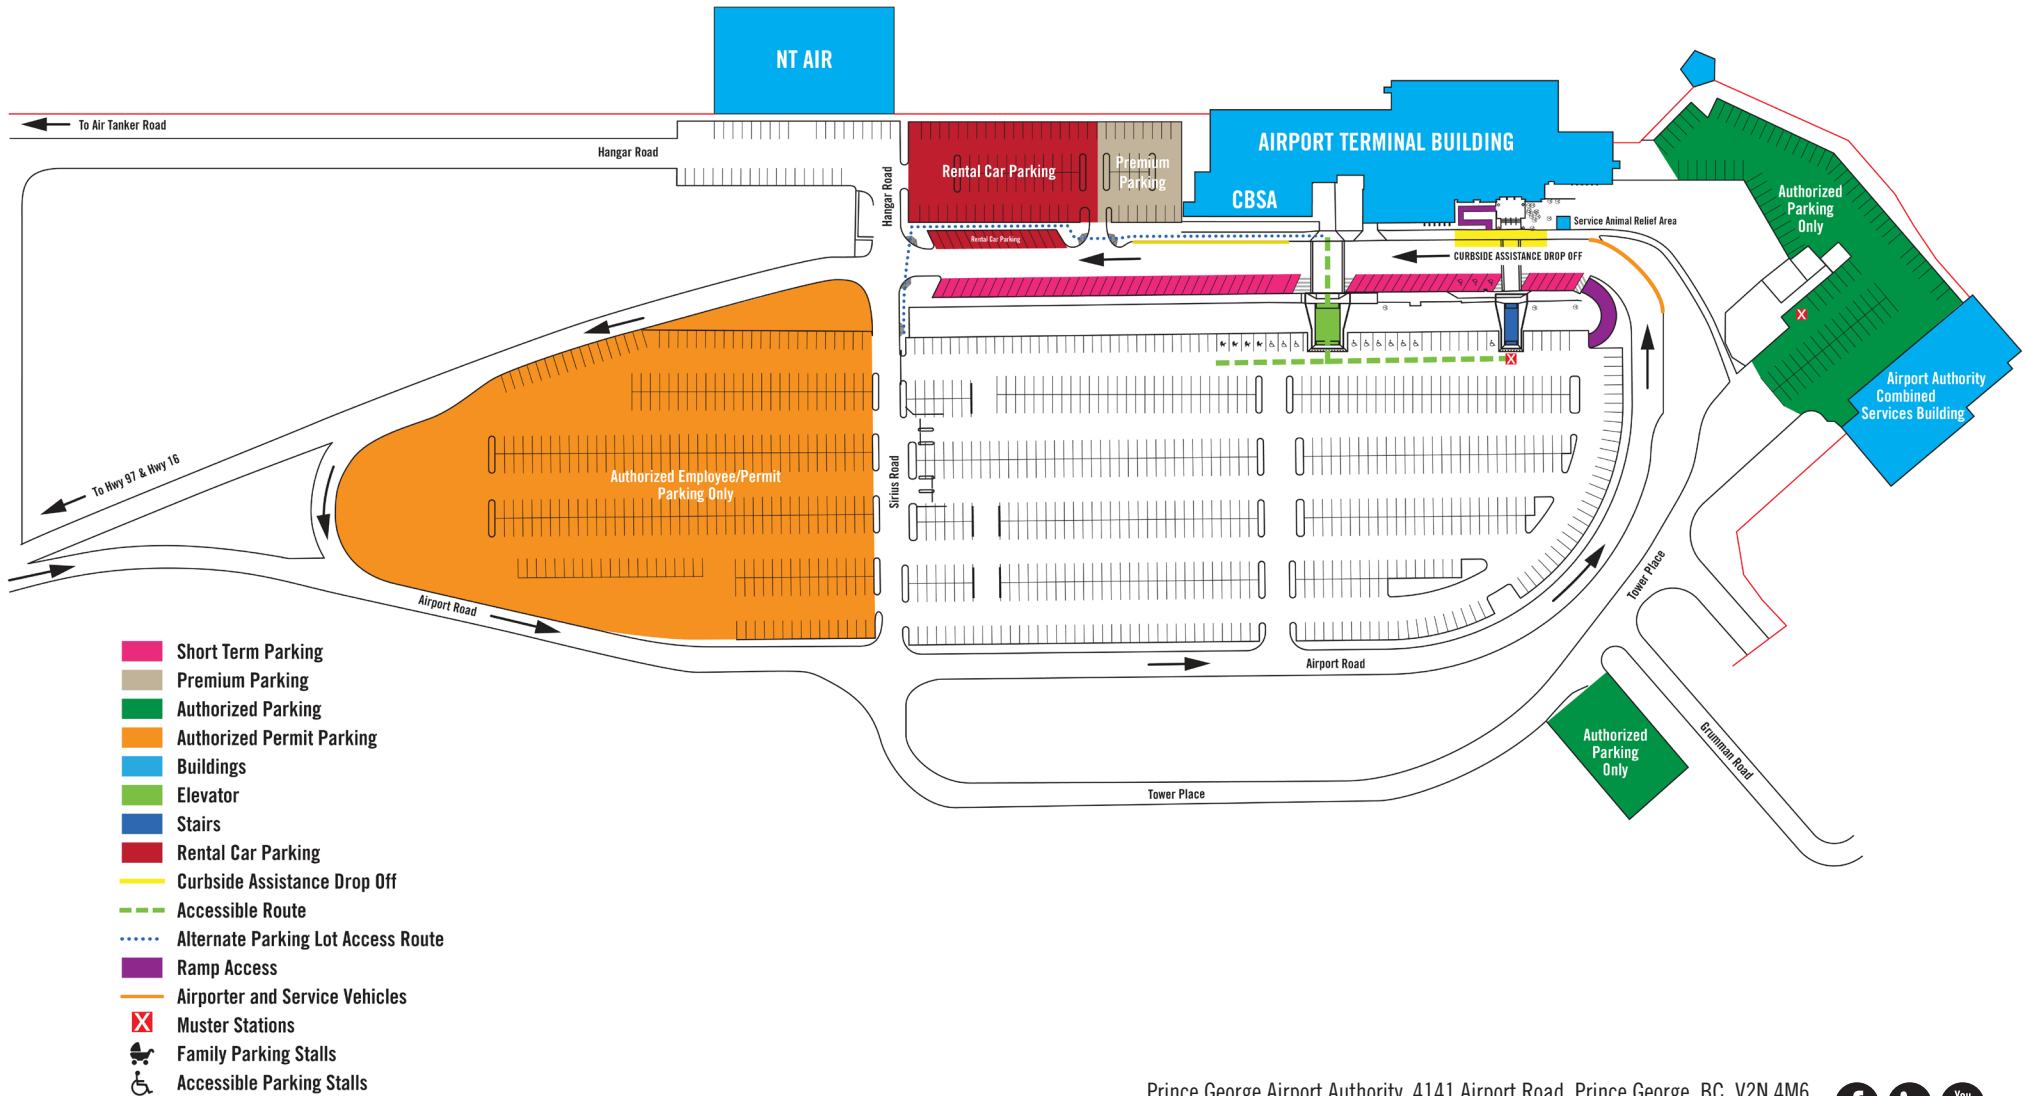 NT AIR
To Air Tanker Road
Hangar Road
Hangar Road
Rental Car Parking
Premium
Parking
AIRPORT TERMINAL BUILDING
CBSA
Rental Car Parking
Service Animal Relief Area
CURBSIDE ASSISTANCE DROP OFF
Authorized
Parking
Only
Airport Authority
Combined
Services Building
X
X
To Hwy 97 & Hwy 16
Authorized Employee/Permit
Parking Only
Sirius Road
Airport Road
Airport Road
Tower Place
Tower Place
Grumman Road
Authorized
Parking
Only
Short Term Parking
Premium Parking
Authorized Parking
Authorized Permit Parking
Buildings
Elevator
Stairs
Rental Car Parking
Curbside Assistance Drop Off
Accessible Route
Alternate Parking Lot Access Route
Ramp Access
Airporter and Service Vehicles
X Muster Stations
Family Parking Stalls
Accessible Parking Stalls
Prince George Airport Authority, 4141 Airport Road, Prince George, BC, V2N 4M6
You